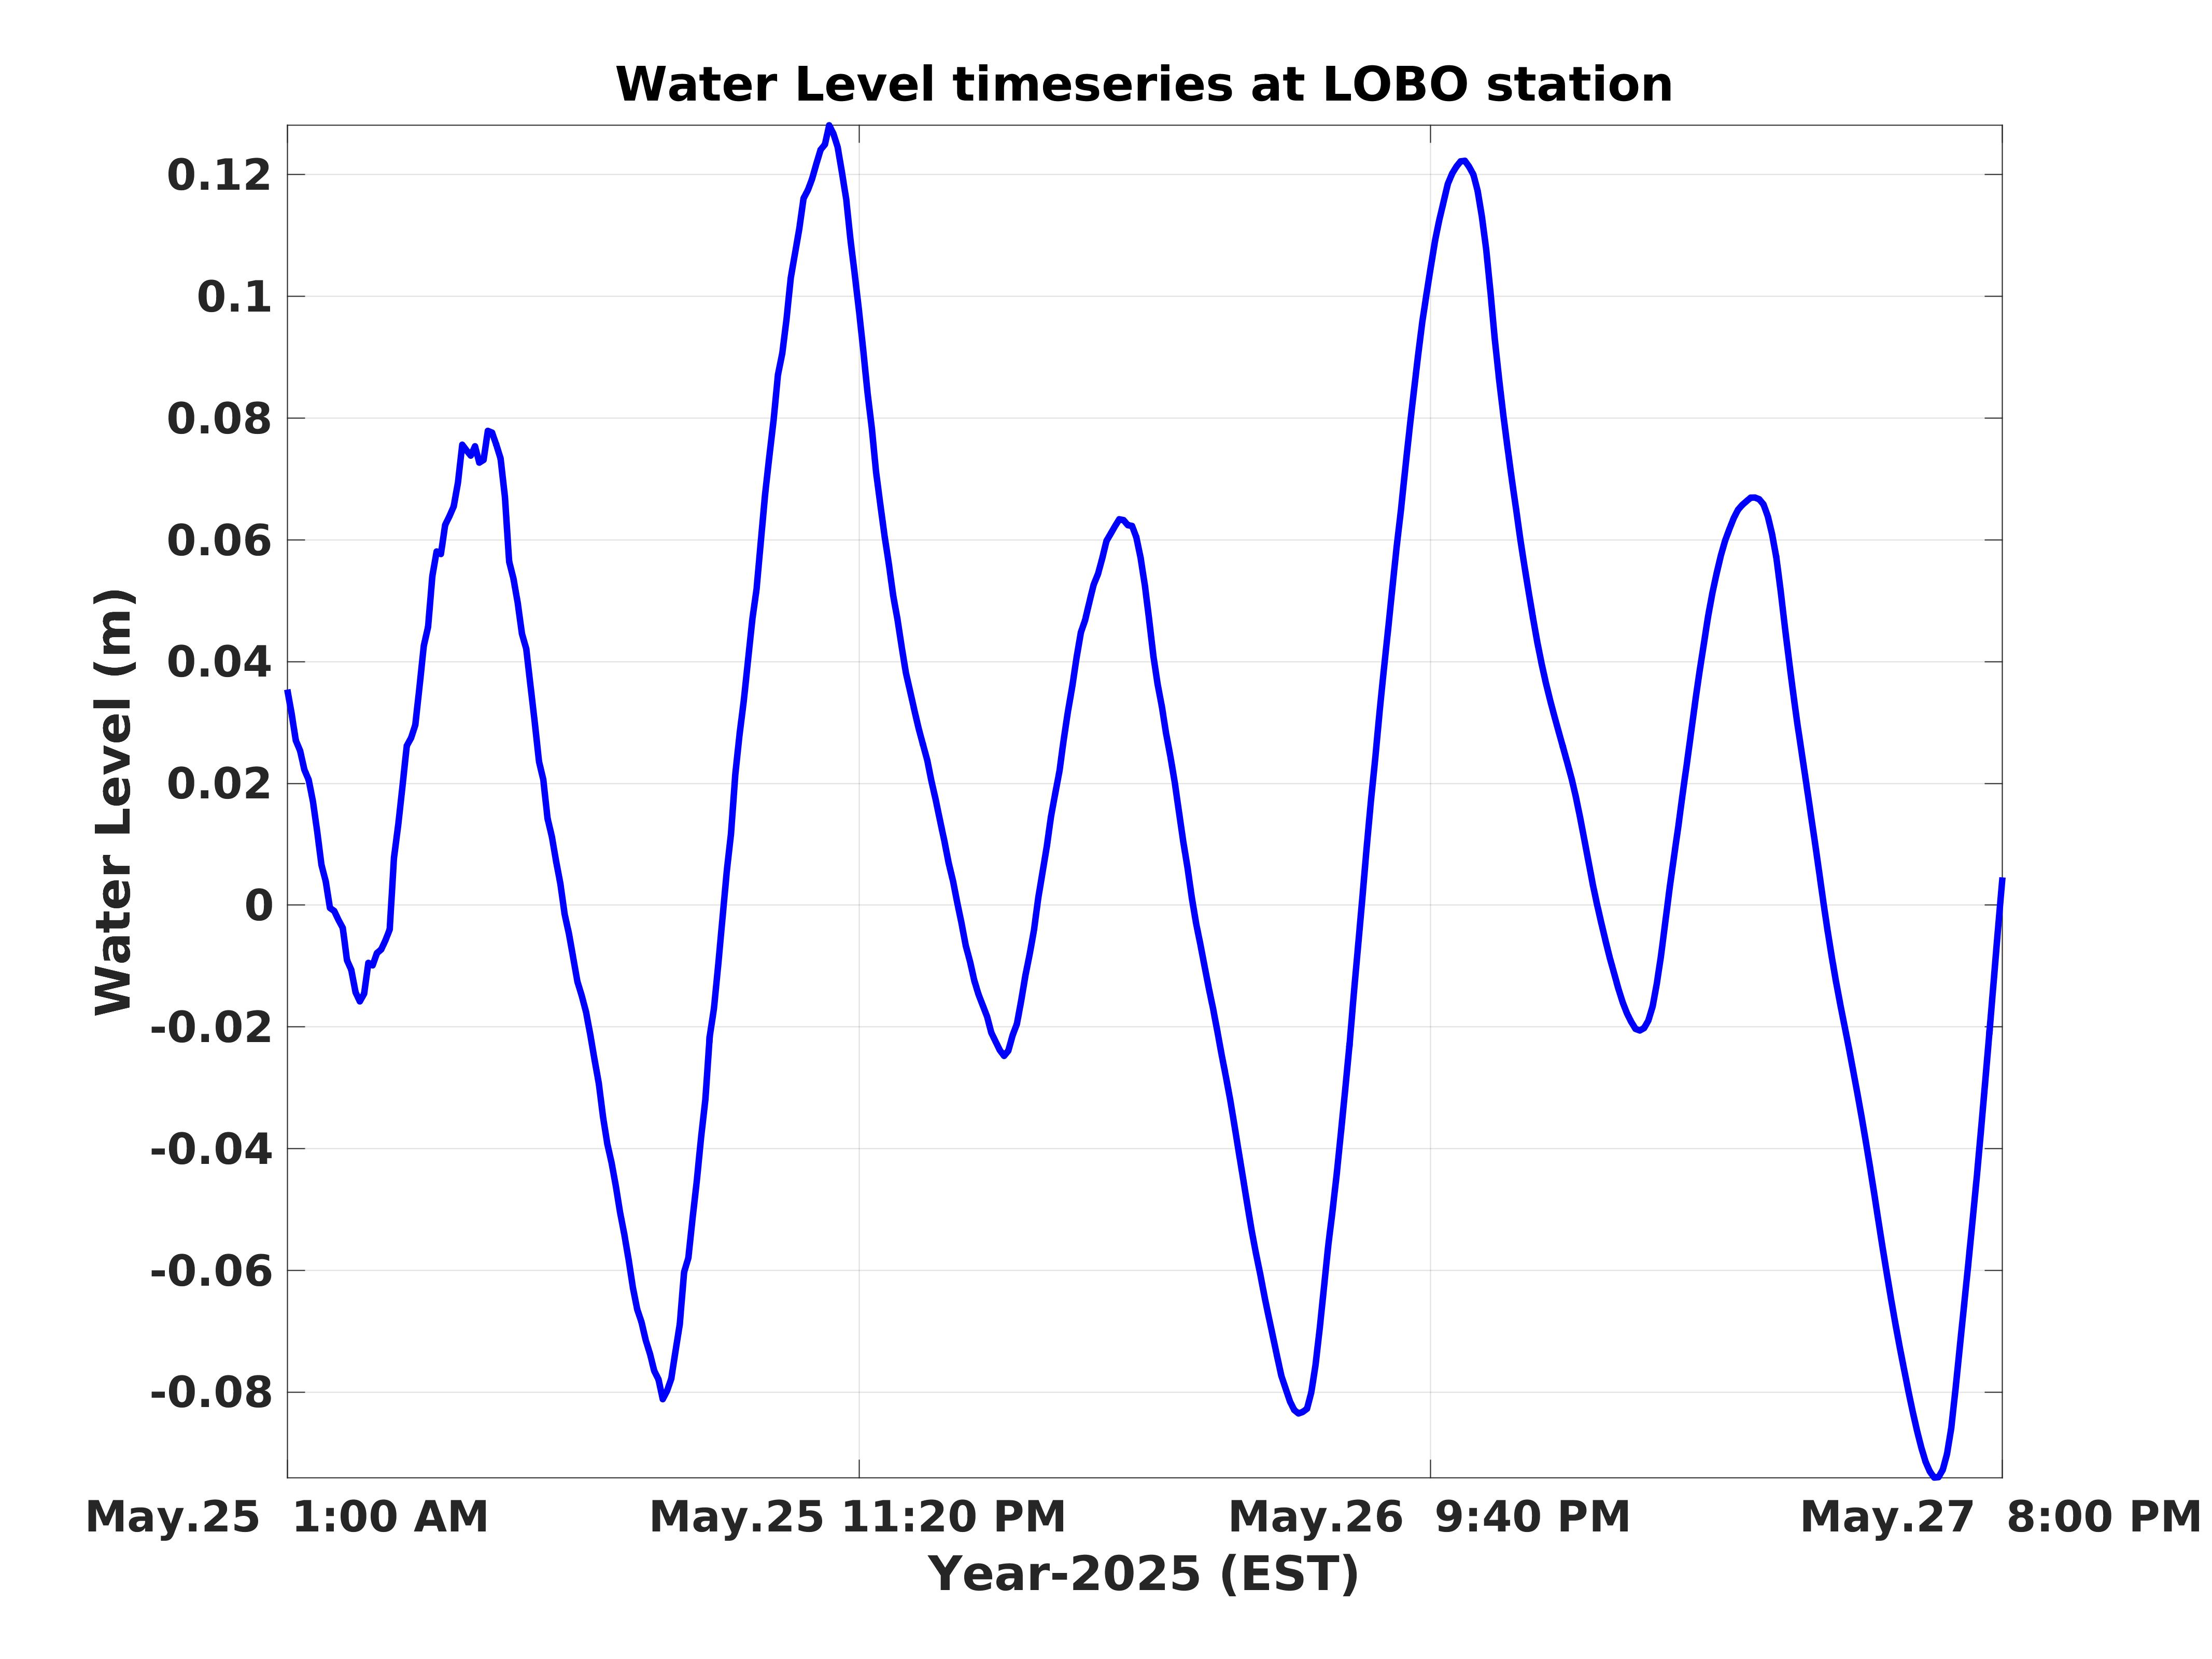 Water Level timeseries at LOBO station
0.12
0.1
0.08
0.06
0.04
0.02
0
-0.02
-0.04
-0.06
-0.08
Water Level (m)
May.25 1:00 AM May.25 11:20 PM May.26 9:40 PM May.27 8:00 PM
Year-2025 (EST)